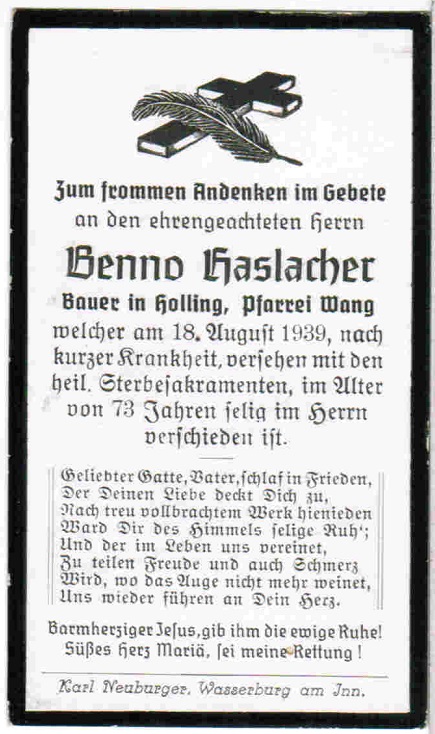 Zum frommen Andenken im Gebete
an den ehrengeachteten Herrn
Benno Haslacher
Bauer in Holling, Pfarrei Wang
welcher am 18. August 1939, nach
kurzer Krankheit, versehen mit den
heil. Sterbesakramenten, im Alter
von 73 Jahren selig im Herrn
verschieden ist.
Geliebter Gatte, Vater, schlaf in Frieden,
Der Deinen Liebe deckt Dich zu,
Nach treu vollbrachtem Werk hienieden
Ward Dir des Himmels selige Ruh';
Und der im Leben uns vereinet,
Zu teilen Freude und auch Schmerz
Wird, wo das Auge nicht mehr weinet,
Uns wieder führen an Dein Herz.
Barmherziger Jesus, gib ihm die ewige Ruhe!
Süßes Herz Mariä, sei meine Rettung!
Karl Neuburger, Wasserburg am Inn.